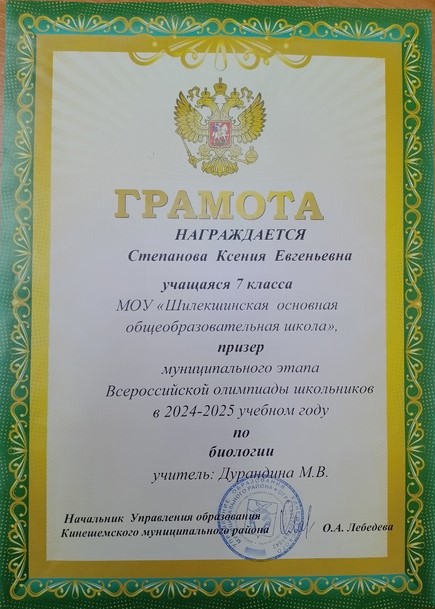 ГРАМОТА
НАГРАЖДАЕТСЯ
Степанова Ксения Евгеньевна
учащаяся 7 класса
МОУ «Шилекшинская основная
общеобразовательная школа»,
призер
муниципального этапа
Всероссийской олимпиады школьников
в 2024-2025 учебном году
по
биологии
учитель: Дурандина М.В.
Начальник Управления образования
Кинешемского муниципального района О.А. Лебедева